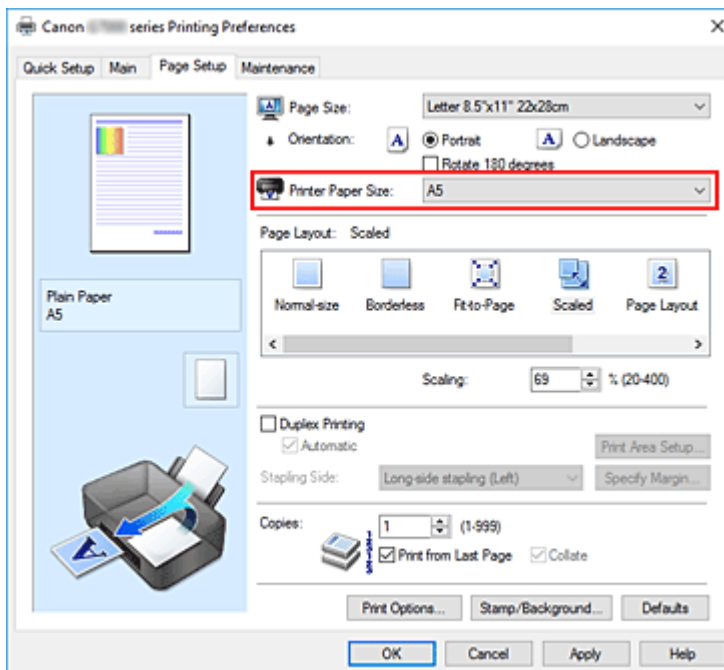 Canon series Printing Preferences
Quick Setup Main Page Setup Maintenance
Page Size: Letter 8.5"x11" 22x28cm
Orientation: A Portrait A Landscape
Rotate 180 degrees
Printer Paper Size: A5
Page Layout: Scaled
2
Normal-size Borderless Fit-to-Page Scaled Page Layout
Plain Paper
A5
Scaling: 69 % (20-400)
Duplex Printing
Automatic Print Area Setup...
Stapling Side: Long-side stapling (Left) Specify Margin...
Copies: 1 (1-999)
Print from Last Page Collate
A
Print Options... Stamp/Background... Defaults
OK Cancel Apply Help